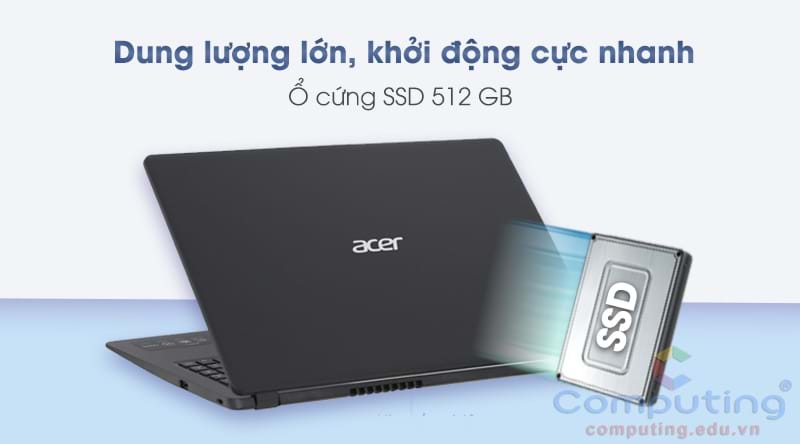 Dung lượng lớn, khởi động cực nhanh
Ổ cứng SSD 512 GB
acer
SSD
Computing®
computing.edu.vn